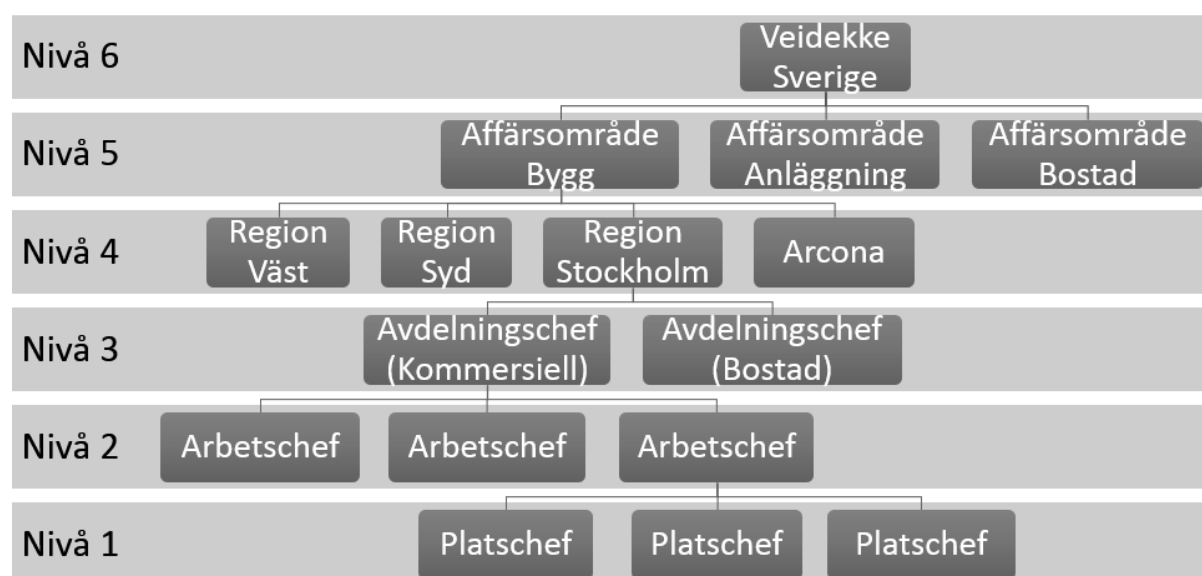 Nivå 6
Veidekke
Sverige
Nivå 5
Affärsområde
Bygg
Affärsområde
Anläggning
Affärsområde
Bostad
Nivå 4
Region
Väst
Region
Syd
Region
Stockholm
Arcona
Nivå 3
Avdelningschef
(Kommersiell)
Avdelningschef
(Bostad)
Nivå 2
Arbetschef
Arbetschef
Arbetschef
Nivå 1
Platschef
Platschef
Platschef